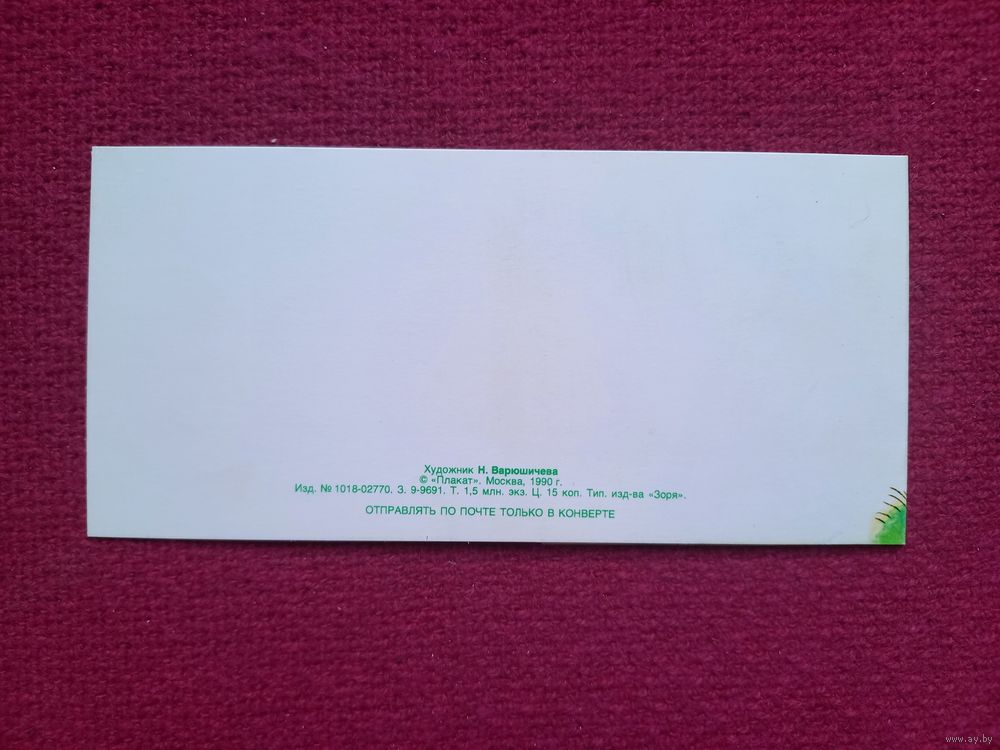 Художник Н. Варюшичева
© «Плакат». Москва, 1990 г.
Изд. № 1018-02770. З. 9-9691. Т. 1,5 млн. экз. Ц. 15 коп. Тип. изд-ва «Зоря».
ОТПРАВЛЯТЬ ПО ПОЧТЕ ТОЛЬКО В КОНВЕРТЕ
www.ay.by